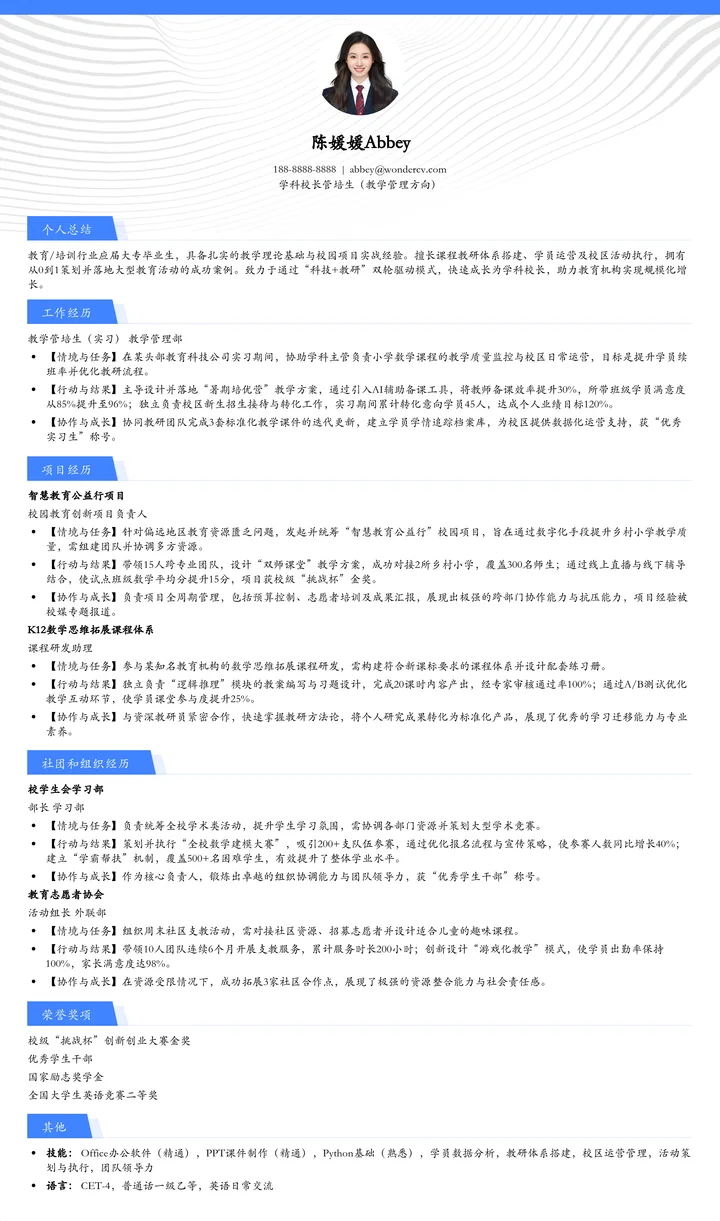 陈媛媛Abbey
188-8888-8888 | abbey@wondercv.com
学科校长管培生（教学管理方向）
个人总结
教育/培训行业应届大专毕业生，具备扎实的教学理论基础与校园项目实战经验。擅长课程教研体系搭建、学员运营及校区活动执行，拥有
从0到1策划并落地大型教育活动的成功案例。致力于通过“科技+教研”双轮驱动模式，快速成长为学科校长，助力教育机构实现规模化增
长。
工作经历
教学管培生（实习） 教学管理部
• 【情境与任务】在某头部教育科技公司实习期间，协助学科主管负责小学数学课程的教学质量监控与校区日常运营，目标是提升学员续
班率并优化教研流程。
• 【行动与结果】主导设计并落地“暑期培优营”教学方案，通过引入AI辅助备课工具，将教师备课效率提升30%，所带班级学员满意度
从85%提升至96%；独立负责校区新生招生接待与转化工作，实习期间累计转化意向学员45人，达成个人业绩目标120%。
• 【协作与成长】协同教研团队完成3套标准化教学课件的迭代更新，建立学员学情追踪档案库，为校区提供数据化运营支持，获“优秀
实习生”称号。
项目经历
智慧教育公益行项目
校园教育创新项目负责人
• 【情境与任务】针对偏远地区教育资源匮乏问题，发起并统筹“智慧教育公益行”校园项目，旨在通过数字化手段提升乡村小学教学质
量，需组建团队并协调多方资源。
• 【行动与结果】带领15人跨专业团队，设计“双师课堂”教学方案，成功对接2所乡村小学，覆盖300名师生；通过线上直播与线下辅导
结合，使试点班级数学平均分提升15分，项目获校级“挑战杯”金奖。
• 【协作与成长】负责项目全周期管理，包括预算控制、志愿者培训及成果汇报，展现出极强的跨部门协作能力与抗压能力，项目经验被
校媒专题报道。
K12数学思维拓展课程体系
课程研发助理
• 【情境与任务】参与某知名教育机构的数学思维拓展课程研发，需构建符合新课标要求的课程体系并设计配套练习册。
• 【行动与结果】独立负责“逻辑推理”模块的教案编写与习题设计，完成20课时内容产出，经专家审核通过率100%；通过A/B测试优化
教学互动环节，使学员课堂参与度提升25%。
• 【协作与成长】与资深教研员紧密合作，快速掌握教研方法论，将个人研究成果转化为标准化产品，展现了优秀的学习迁移能力与专业
素养。
社团和组织经历
校学生会学习部
部长 学习部
• 【情境与任务】负责统筹全校学术类活动，提升学生学习氛围，需协调各部门资源并策划大型学术竞赛。
• 【行动与结果】策划并执行“全校数学建模大赛”，吸引200+支队伍参赛，通过优化报名流程与宣传策略，使参赛人数同比增长40%；
建立“学霸帮扶”机制，覆盖500+名困难学生，有效提升了整体学业水平。
• 【协作与成长】作为核心负责人，锻炼出卓越的组织协调能力与团队领导力，获“优秀学生干部”称号。
教育志愿者协会
活动组长 外联部
• 【情境与任务】组织周末社区支教活动，需对接社区资源、招募志愿者并设计适合儿童的趣味课程。
• 【行动与结果】带领10人团队连续6个月开展支教服务，累计服务时长200小时；创新设计“游戏化教学”模式，使学员出勤率保持
100%，家长满意度达98%。
• 【协作与成长】在资源受限情况下，成功拓展3家社区合作点，展现了极强的资源整合能力与社会责任感。
荣誉奖项
校级“挑战杯”创新创业大赛金奖
优秀学生干部
国家励志奖学金
全国大学生英语竞赛二等奖
其他
• 技能： Office办公软件（精通）, PPT课件制作（精通）, Python基础（熟悉）, 学员数据分析，教研体系搭建，校区运营管理，活动策
划与执行，团队领导力
• 语言： CET-4，普通话一级乙等，英语日常交流